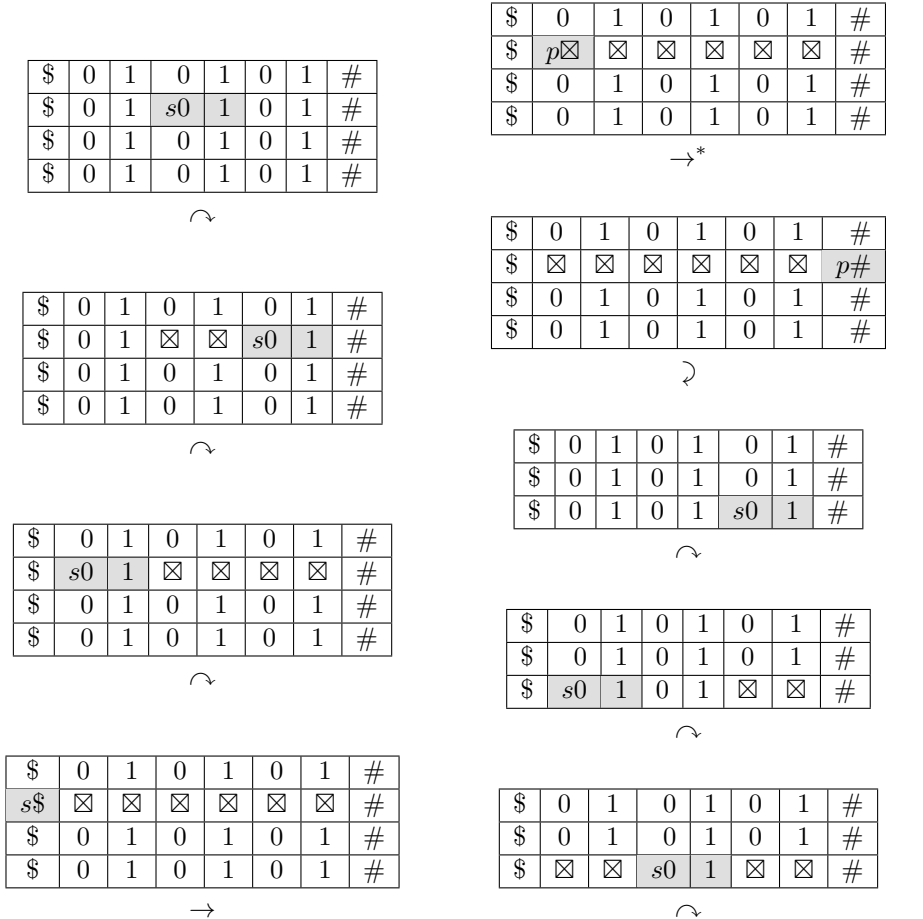 $ 0 1 0 1 0 1 #
$ 0 1 s0 1 0 1 #
$ 0 1 0 1 0 1 #
$ 0 1 0 1 0 1 #
↷
$ 0 1 0 1 0 1 #
$ 0 1 ⊠ ⊠ s0 1 #
$ 0 1 0 1 0 1 #
$ 0 1 0 1 0 1 #
↷
$ 0 1 0 1 0 1 #
$ s0 1 ⊠ ⊠ ⊠ ⊠ #
$ 0 1 0 1 0 1 #
$ 0 1 0 1 0 1 #
↷
$ 0 1 0 1 0 1 #
s$ ⊠ ⊠ ⊠ ⊠ ⊠ ⊠ #
$ 0 1 0 1 0 1 #
$ 0 1 0 1 0 1 #
→
$ 0 1 0 1 0 1 #
$ p⊠ ⊠ ⊠ ⊠ ⊠ ⊠ #
$ 0 1 0 1 0 1 #
$ 0 1 0 1 0 1 #
→*
$ 0 1 0 1 0 1 #
$ ⊠ ⊠ ⊠ ⊠ ⊠ ⊠ p#
$ 0 1 0 1 0 1 #
$ 0 1 0 1 0 1 #
⤸
$ 0 1 0 1 0 1 #
$ 0 1 0 1 0 1 #
$ 0 1 0 1 s0 1 #
↷
$ 0 1 0 1 0 1 #
$ 0 1 0 1 0 1 #
$ s0 1 0 1 ⊠ ⊠ #
↷
$ 0 1 0 1 0 1 #
$ 0 1 0 1 0 1 #
$ ⊠ ⊠ s0 1 ⊠ ⊠ #
↷